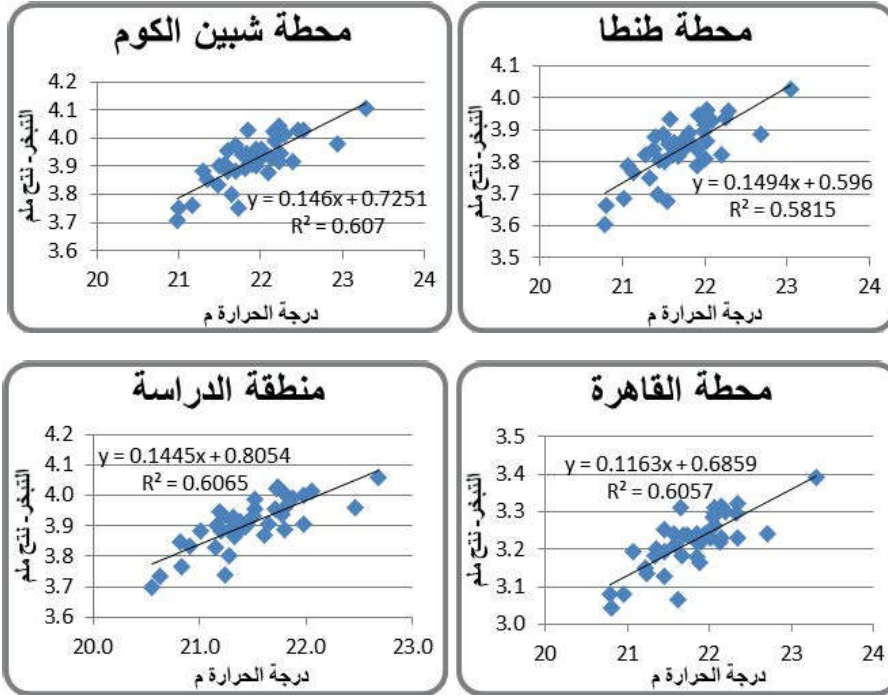 محطة شبين الكوم
التبخر - نتح ملم
4.2
4.1
4.0
3.9
3.8
3.7
3.6
y = 0.146x + 0.7251
R² = 0.607
20 21 22 23 24
درجة الحرارة م
محطة طنطا
التبخر - نتح ملم
4.1
4.0
3.9
3.8
3.7
3.6
3.5
y = 0.1494x + 0.596
R² = 0.5815
20 21 22 23 24
درجة الحرارة م
منطقة الدراسة
التبخر - نتح ملم
4.2
4.1
4.0
3.9
3.8
3.7
3.6
y = 0.1445x + 0.8054
R² = 0.6065
20.0 21.0 22.0 23.0
درجة الحرارة م
محطة القاهرة
التبخر - نتح ملم
3.5
3.4
3.3
3.2
3.1
3.0
y = 0.1163x + 0.6859
R² = 0.6057
20 21 22 23 24
درجة الحرارة م